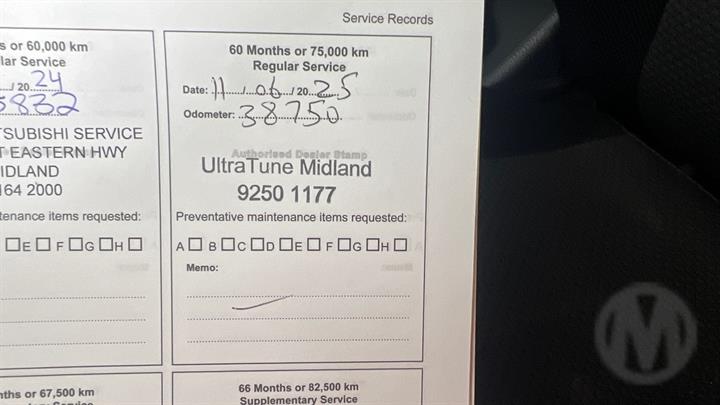 Service Records
s or 60,000 km
lar Service
/ 20 24
5832
TSUBISHI SERVICE
T EASTERN HWY
IDLAND
164 2000
tenance items requested:
E F G H
60 Months or 75,000 km
Regular Service
Date: 11 / 06 / 20 25
Odometer: 38750
Authorised Dealer Stamp
UltraTune Midland
9250 1177
Preventative maintenance items requested:
A B C D E F G H
Memo:
nths or 67,500 km
66 Months or 82,500 km
Supplementary Service
M